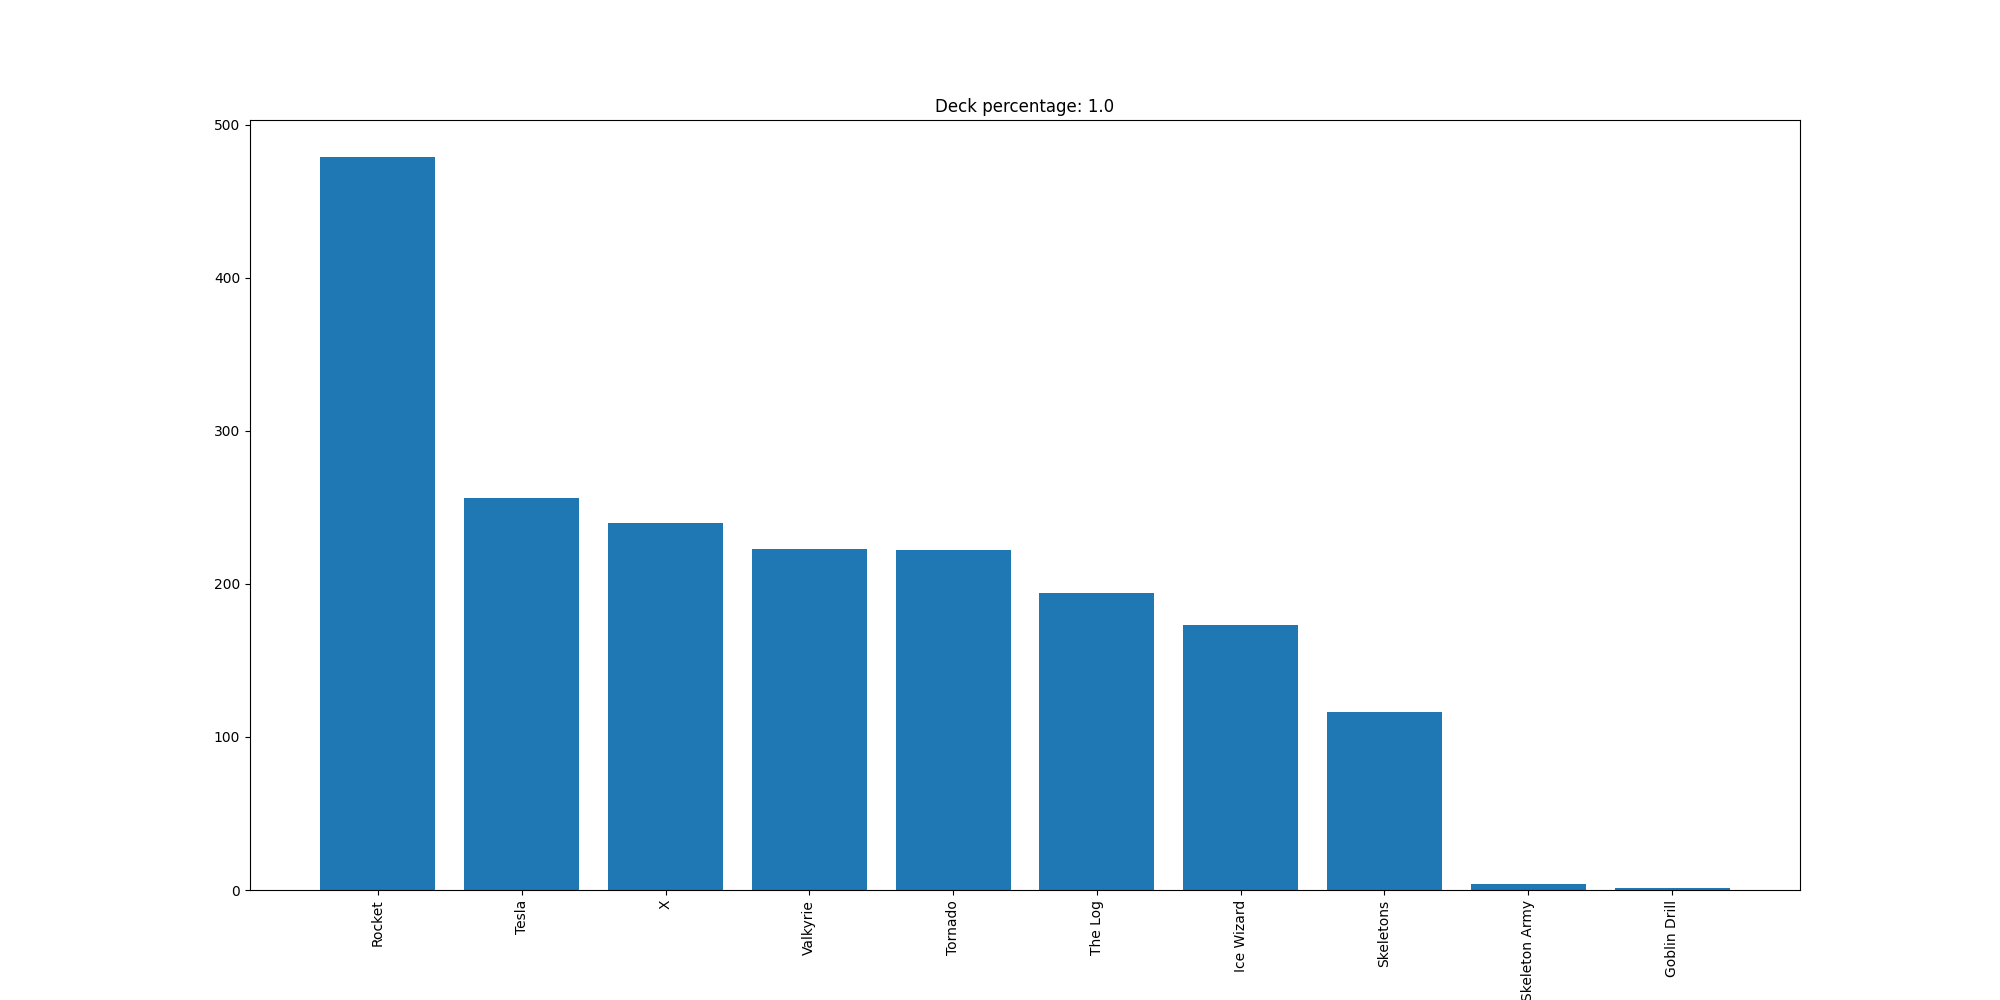 Deck percentage: 1.0
500
400
300
200
100
0
Rocket
Tesla
X
Valkyrie
Tornado
The Log
Ice Wizard
Skeletons
Skeleton Army
Goblin Drill